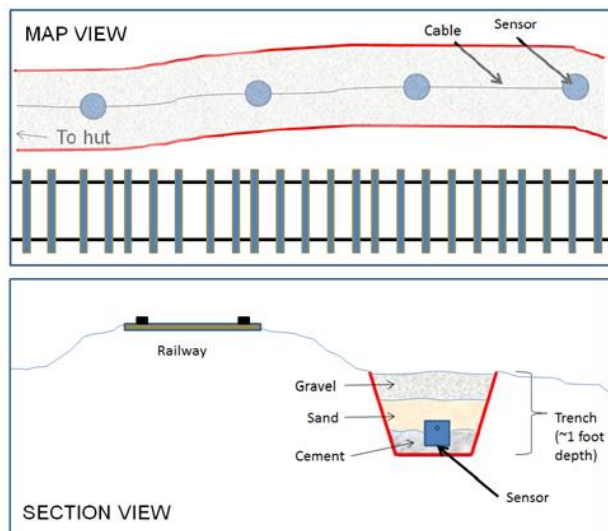 MAP VIEW
Cable
Sensor
To hut
Railway
Gravel
Sand
Cement
Trench
(~1 foot
depth)
Sensor
SECTION VIEW